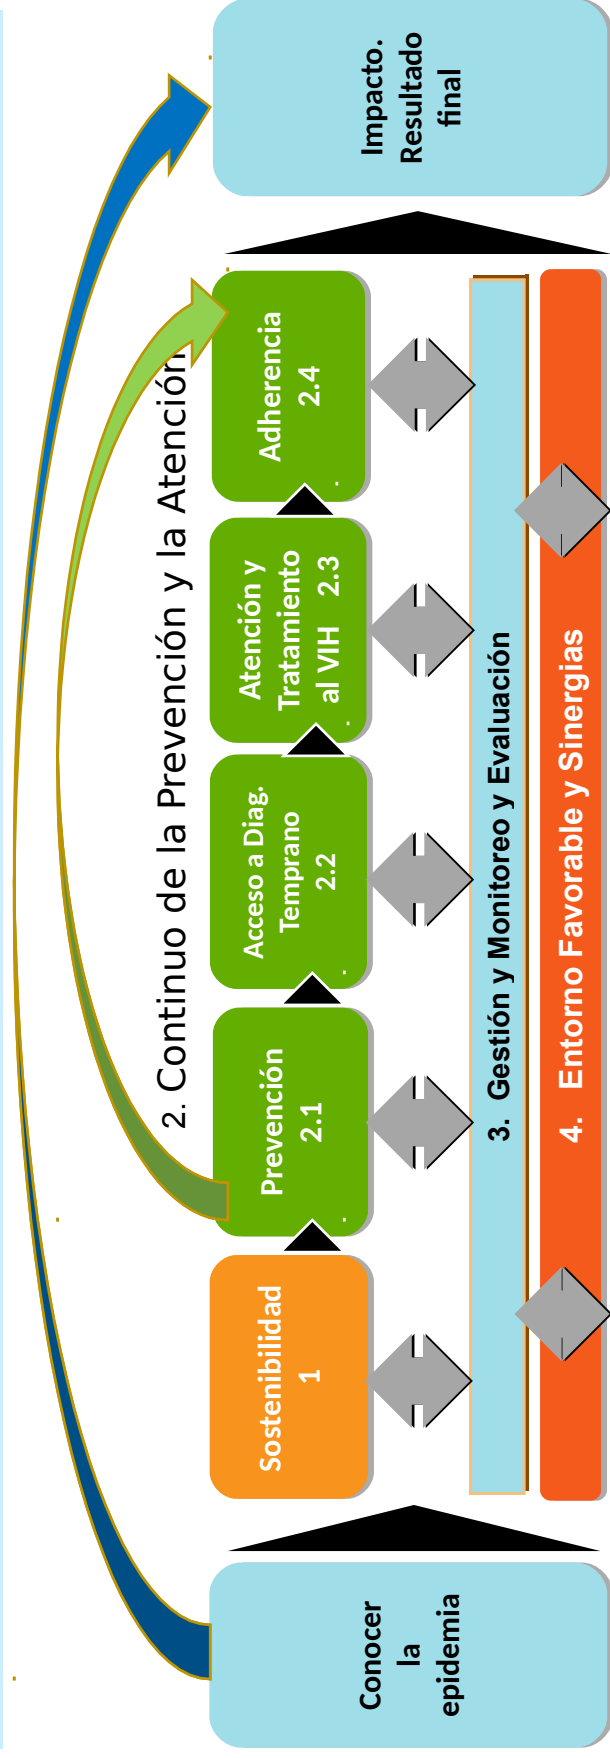 2. Continuo de la Prevención y la Atención
Conocer
la
epidemia
Sostenibilidad
1
Prevención
2.1
Acceso a Diag.
Temprano
2.2
Atención y
Tratamiento
al VIH 2.3
Adherencia
2.4
Impacto.
Resultado
final
3. Gestión y Monitoreo y Evaluación
4. Entorno Favorable y Sinergias